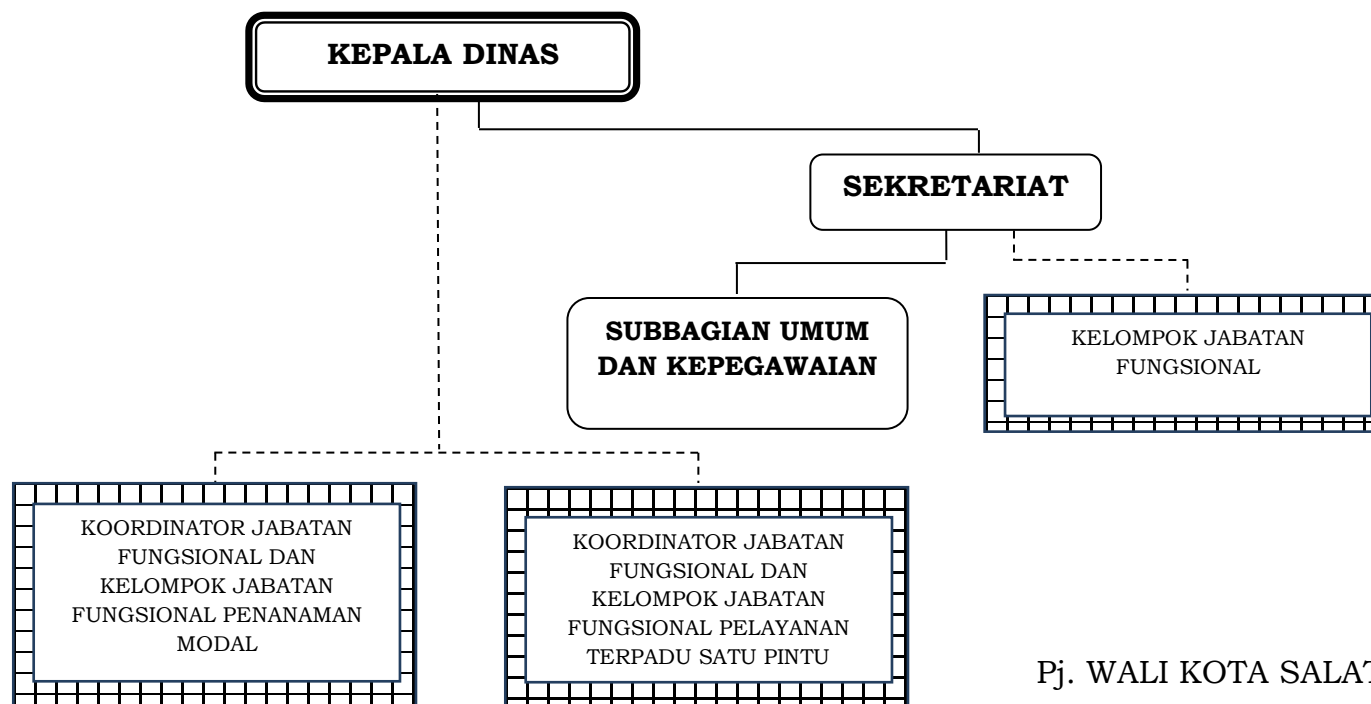 KEPALA DINAS
SEKRETARIAT
SUBBAGIAN UMUM
DAN KEPEGAWAIAN
KELOMPOK JABATAN
FUNGSIONAL
KOORDINATOR JABATAN
FUNGSIONAL DAN
KELOMPOK JABATAN
FUNGSIONAL PENANAMAN
MODAL
KOORDINATOR JABATAN
FUNGSIONAL DAN
KELOMPOK JABATAN
FUNGSIONAL PELAYANAN
TERPADU SATU PINTU
Pj. WALI KOTA SALAT